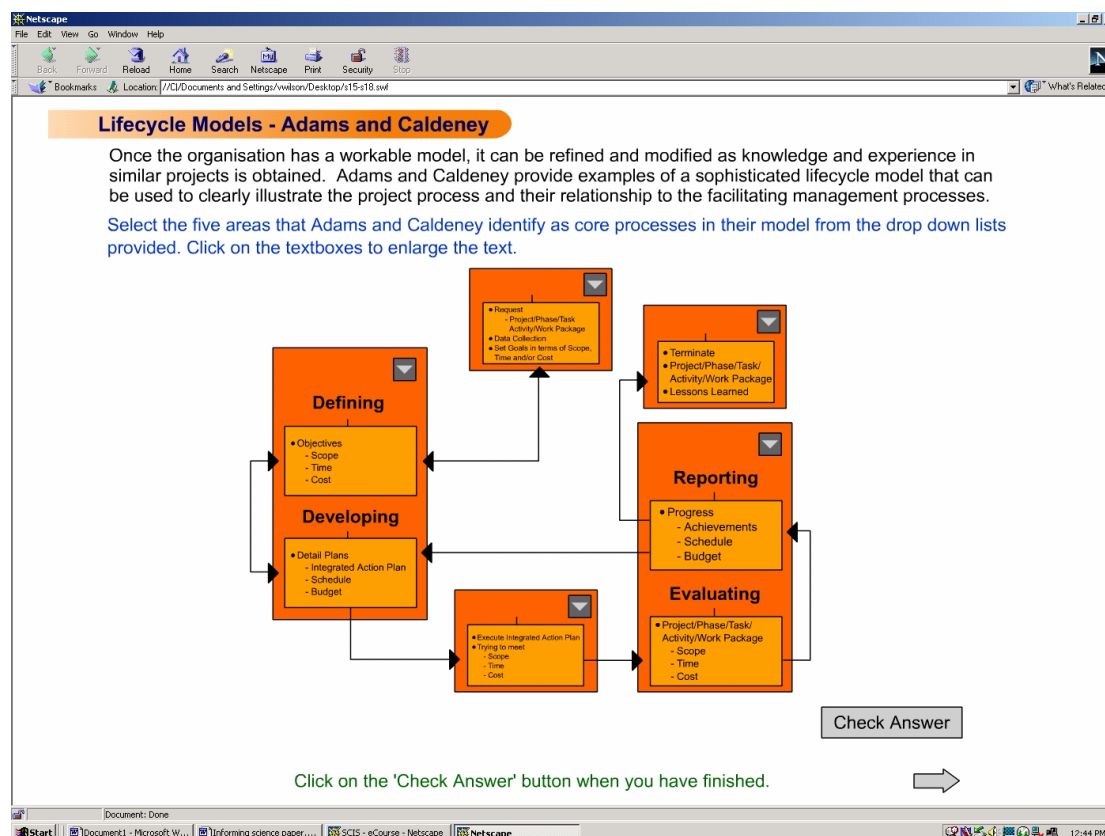 Netscape
File Edit View Go Window Help
Back Forward Reload Home Search Netscape Print Security Stop
Bookmarks Location: //C|/Documents and Settings/vwilson/Desktop/s15-s18.swf What's Related
Lifecycle Models - Adams and Caldeney
Once the organisation has a workable model, it can be refined and modified as knowledge and experience in
similar projects is obtained. Adams and Caldeney provide examples of a sophisticated lifecycle model that can
be used to clearly illustrate the project process and their relationship to the facilitating management processes.
Select the five areas that Adams and Caldeney identify as core processes in their model from the drop down lists
provided. Click on the textboxes to enlarge the text.
• Request
- Project/Phase/Task
Activity/Work Package
• Data Collection
• Set Goals in terms of Scope,
Time and/or Cost
• Terminate
• Project/Phase/Task/
Activity/Work Package
• Lessons Learned
Defining
• Objectives
- Scope
- Time
- Cost
Developing
• Detail Plans
- Integrated Action Plan
- Schedule
- Budget
Reporting
• Progress
- Achievements
- Schedule
- Budget
Evaluating
• Project/Phase/Task/
Activity/Work Package
- Scope
- Time
- Cost
• Execute Integrated Action Plan
• Trying to meet
- Scope
- Time
- Cost
Check Answer
Click on the 'Check Answer' button when you have finished.
Document: Done
Start Document1 - Microsoft W... Informing science paper.... SCIS - eCourse - Netscape Netscape 12:44 PM